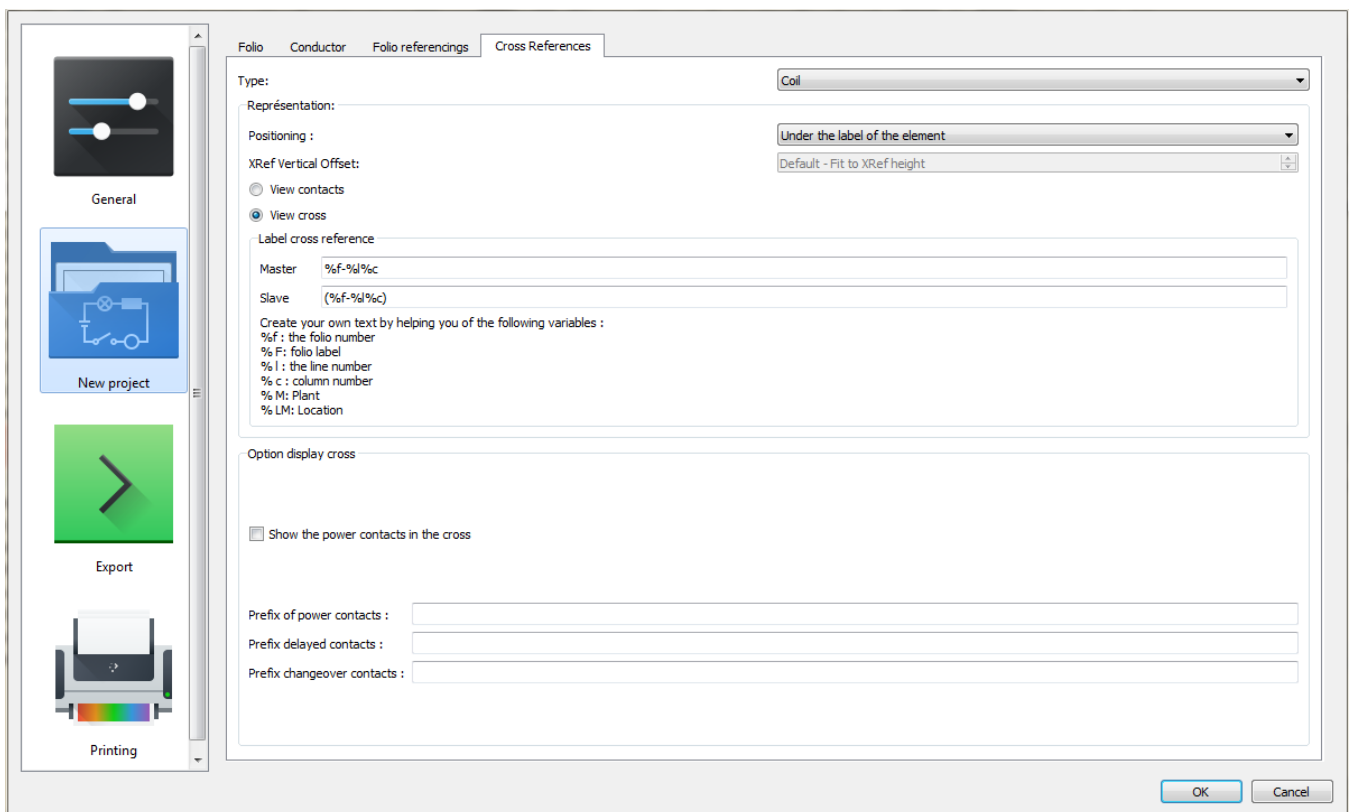 General
New project
Export
Printing
Folio Conductor Folio referencings Cross References
Type: Coil
Représentation:
Positioning : Under the label of the element
XRef Vertical Offset: Default - Fit to XRef height
View contacts
View cross
Label cross reference
Master %f-%l%c
Slave (%f-%l%c)
Create your own text by helping you of the following variables :
%f : the folio number
% F: folio label
% l : the line number
% c : column number
% M: Plant
% LM: Location
Option display cross
Show the power contacts in the cross
Prefix of power contacts :
Prefix delayed contacts :
Prefix changeover contacts :
OK Cancel